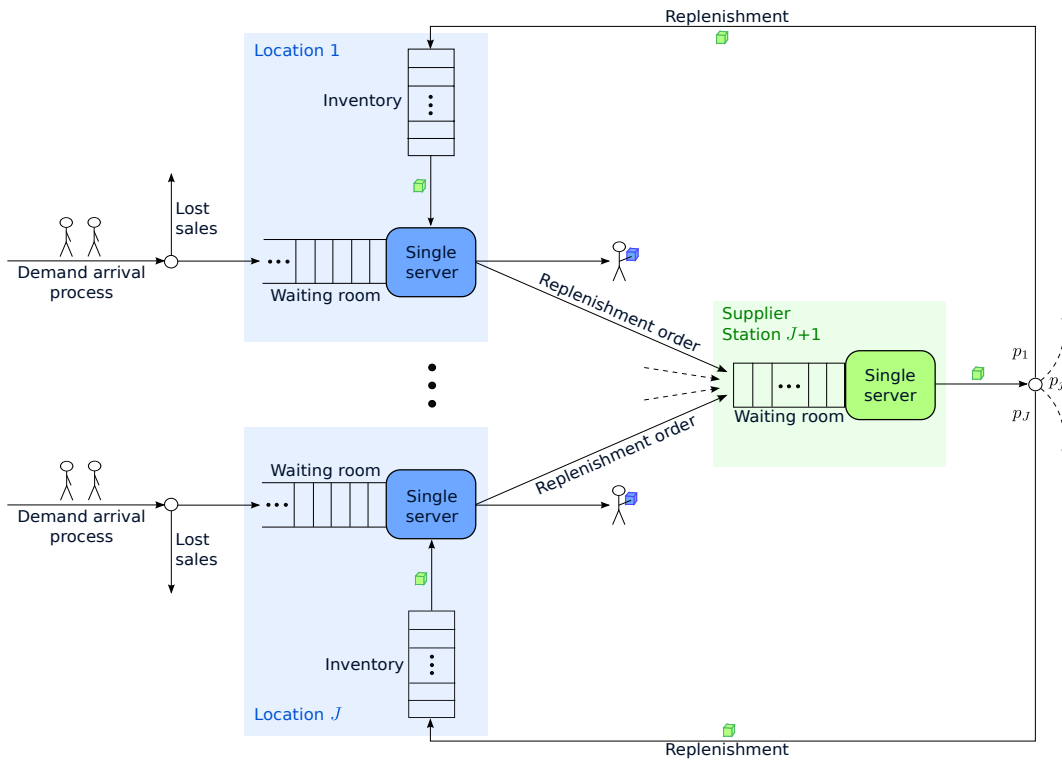 Replenishment
Location 1
Inventory
Lost
sales
Demand arrival
process
Waiting room
Single
server
Replenishment order
Supplier
Station J+1
Waiting room
Single
server
p1
pJ
Replenishment order
Waiting room
Single
server
Demand arrival
process
Lost
sales
Inventory
Location J
Replenishment